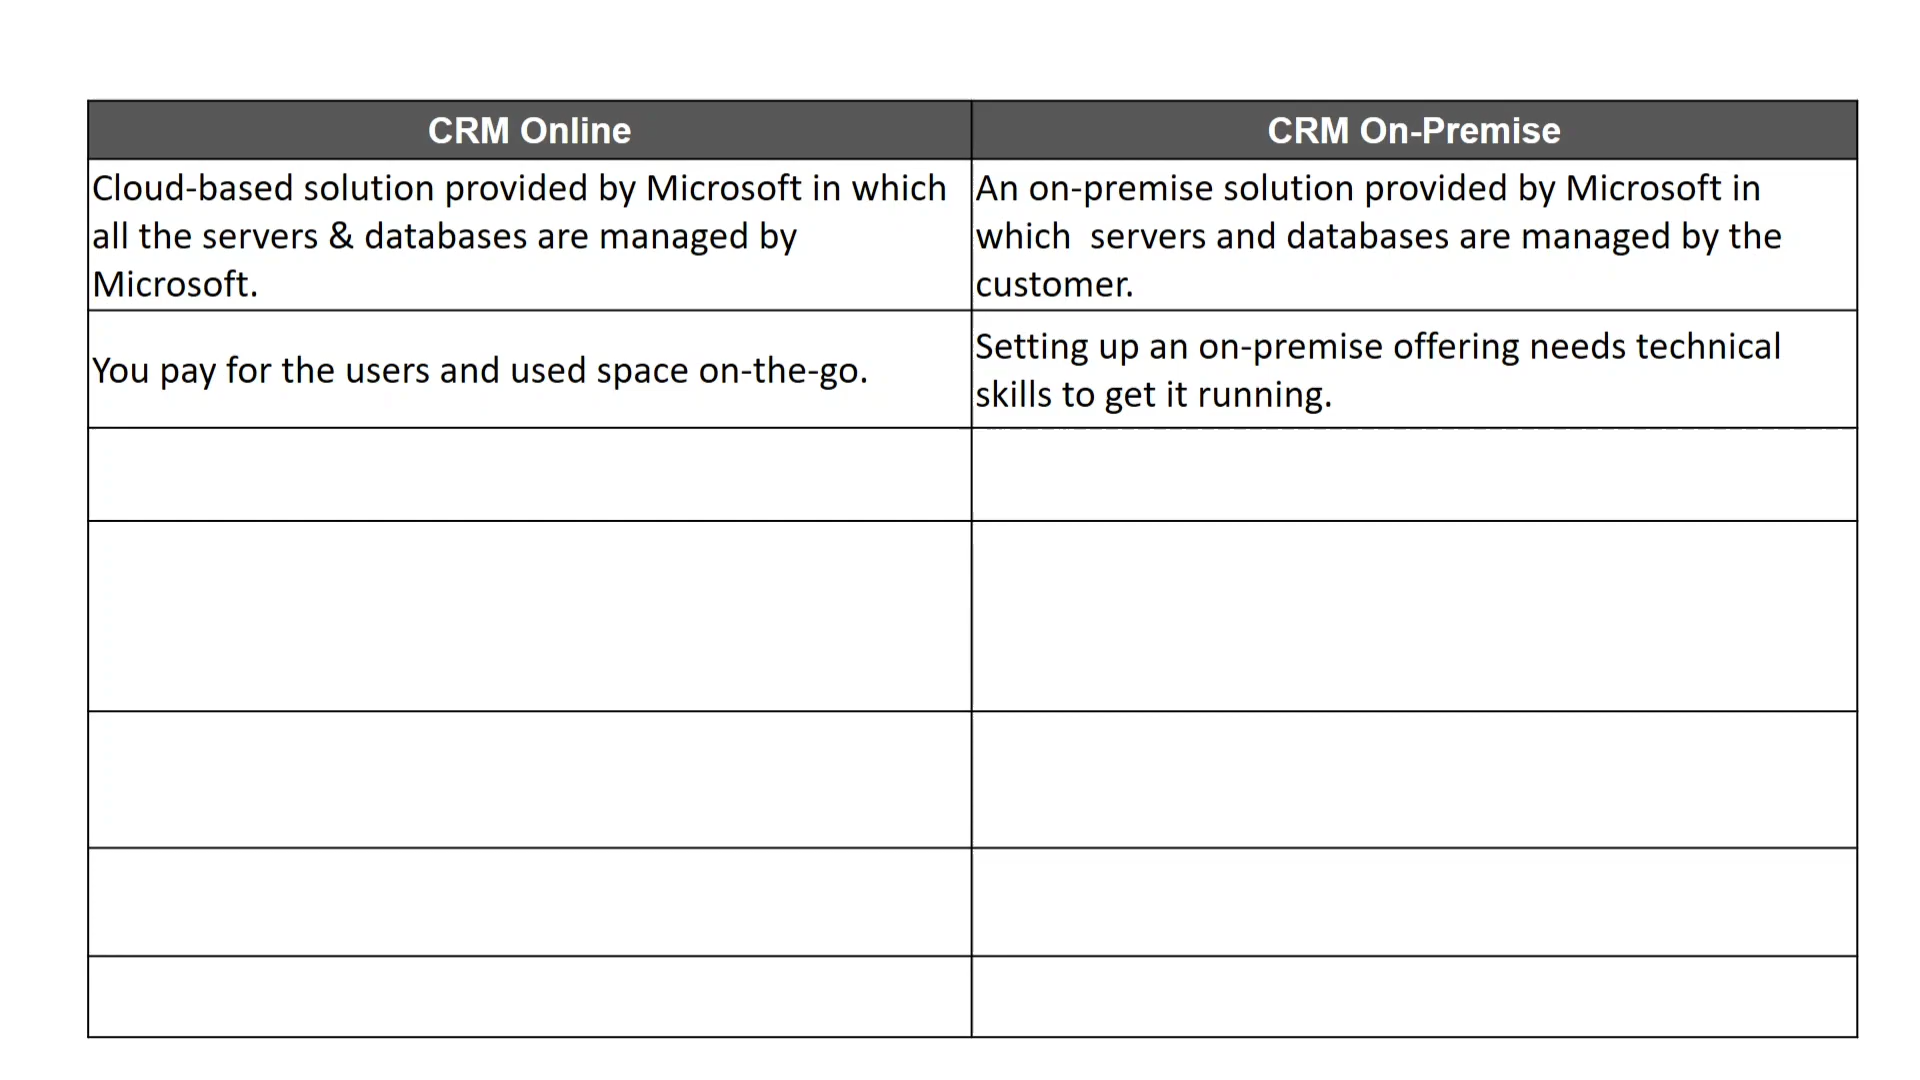 CRM Online
CRM On-Premise
Cloud-based solution provided by Microsoft in which
all the servers & databases are managed by
Microsoft.
An on-premise solution provided by Microsoft in
which  servers and databases are managed by the
customer.
You pay for the users and used space on-the-go.
Setting up an on-premise offering needs technical
skills to get it running.